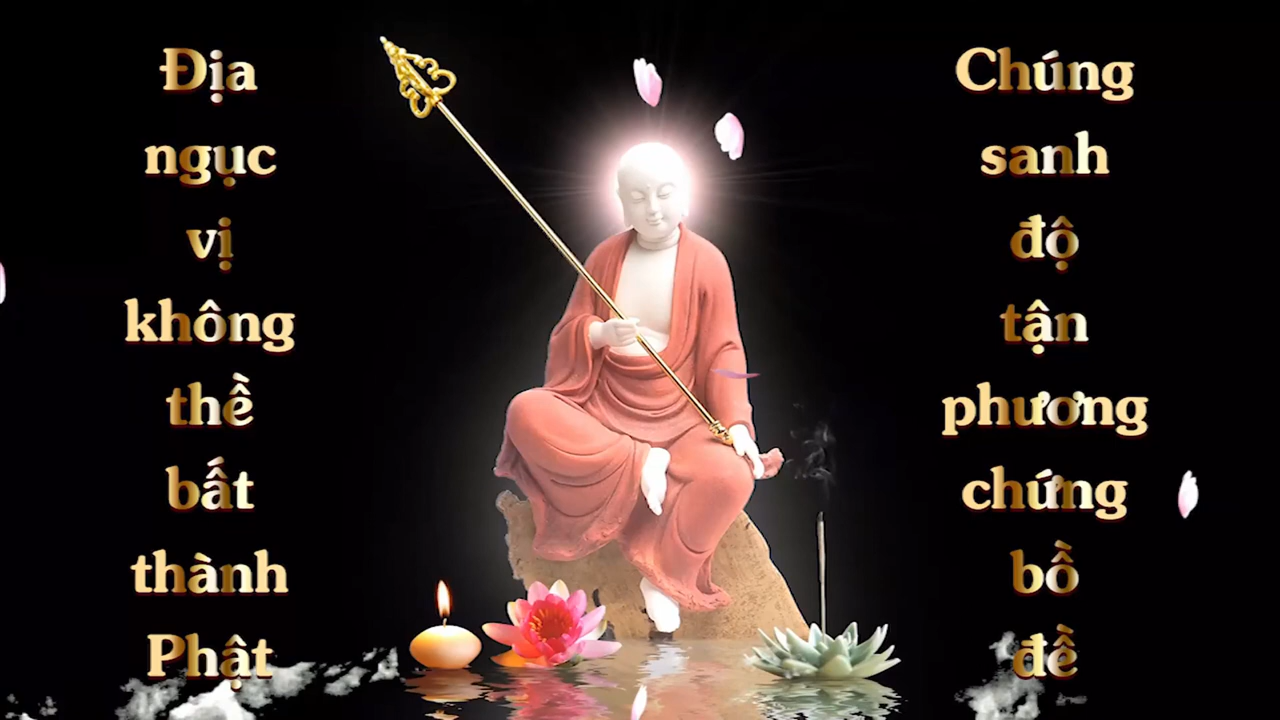 Địa
ngục
vị
không
thề
bất
thành
Phật
Chúng
sanh
độ
tận
phương
chứng
bồ
đề